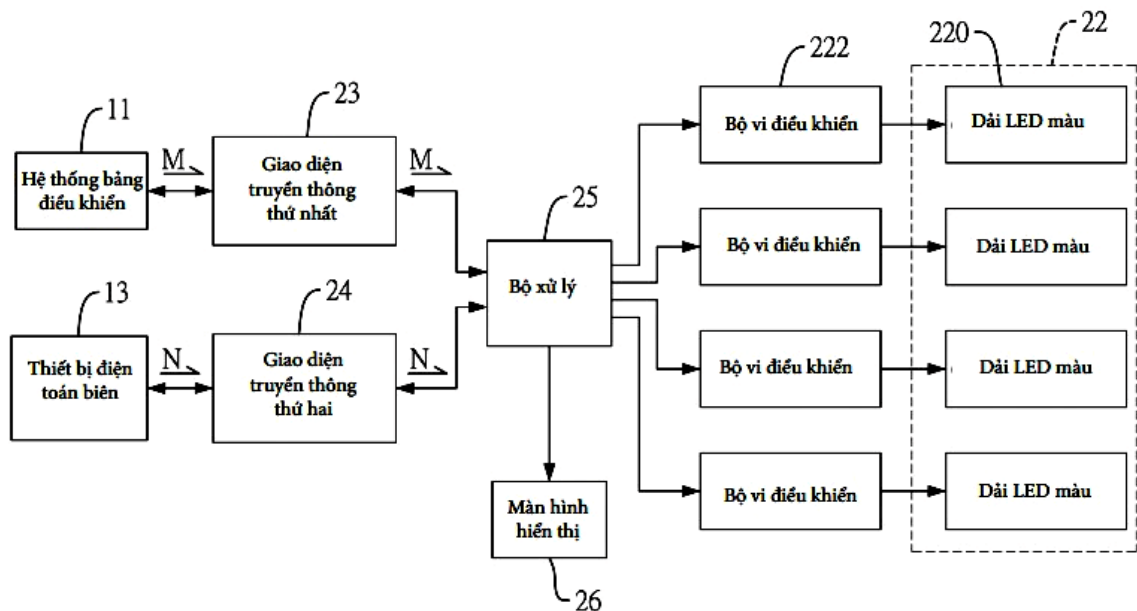 22
220
222
23
11
Bộ vi điều khiển
Dải LED màu
M
M
Giao diện
truyền thông
thứ nhất
Hệ thống bảng
điều khiển
25
Bộ vi điều khiển
Dải LED màu
Bộ xử lý
13
24
N
N
Thiết bị điện
toán biên
Giao diện
truyền thông
thứ hai
Bộ vi điều khiển
Dải LED màu
Bộ vi điều khiển
Dải LED màu
Màn hình
hiển thị
26